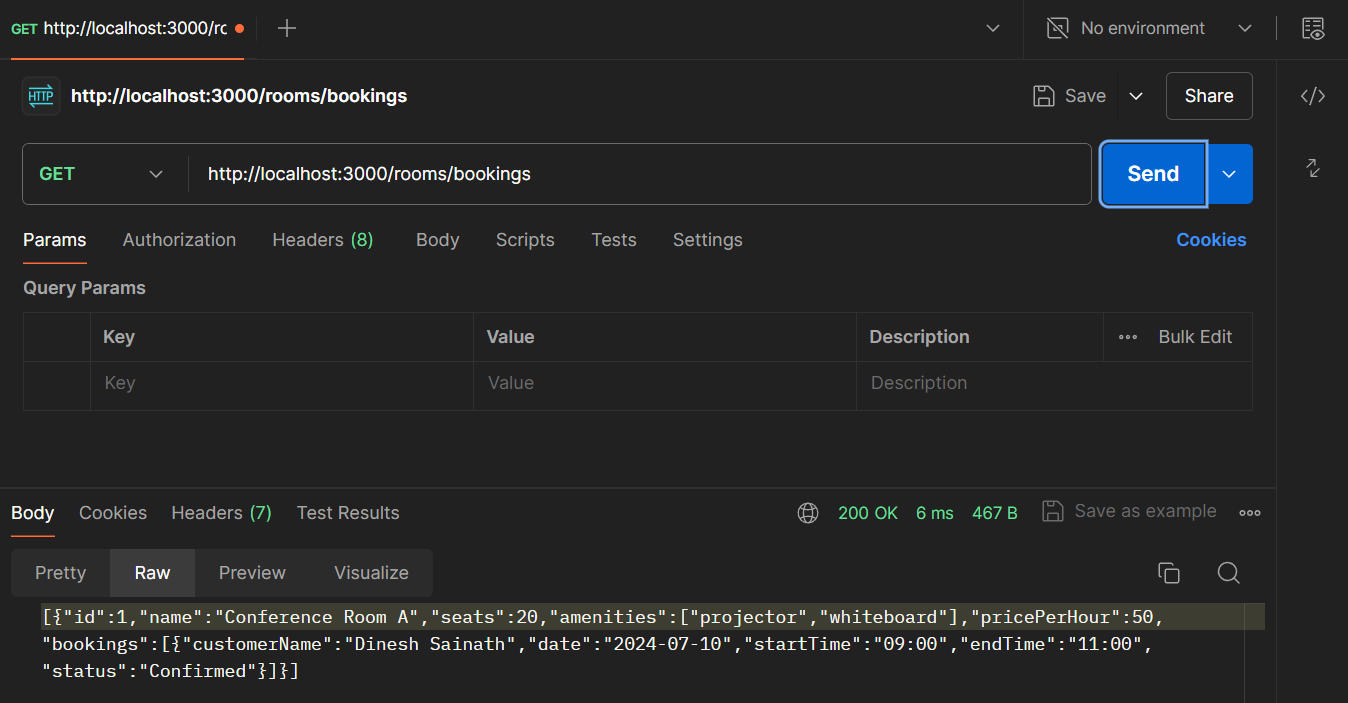 GET http://localhost:3000/rc
No environment
HTTP http://localhost:3000/rooms/bookings
Save
Share
GET http://localhost:3000/rooms/bookings
Send
Params Authorization Headers (8) Body Scripts Tests Settings Cookies
Query Params
Key Value Description Bulk Edit
Key Value Description
Body Cookies Headers (7) Test Results 200 OK 6 ms 467 B Save as example
Pretty Raw Preview Visualize
[{"id":1,"name":"Conference Room A","seats":20,"amenities":["projector","whiteboard"],"pricePerHour":50,
"bookings":[{"customerName":"Dinesh Sainath","date":"2024-07-10","startTime":"09:00","endTime":"11:00",
"status":"Confirmed"}]}]